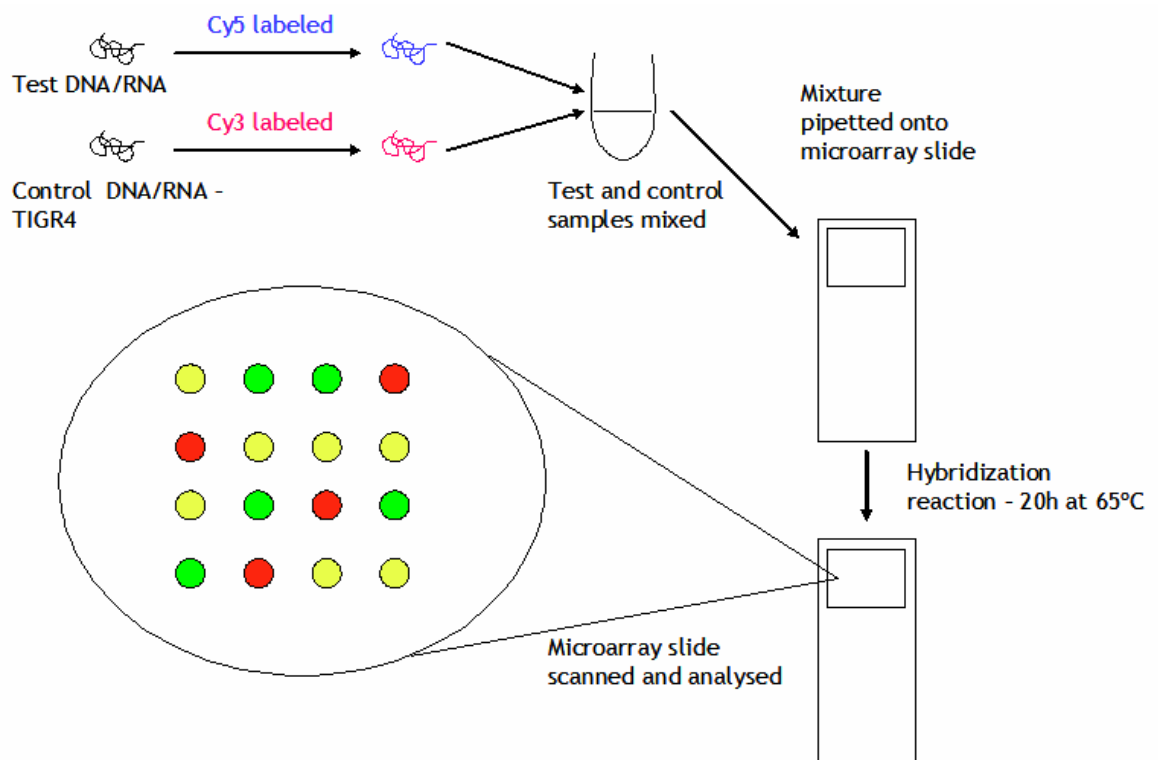 Cy5 labeled
Test DNA/RNA
Cy3 labeled
Control DNA/RNA –
TIGR4
Test and control
samples mixed
Mixture
pipetted onto
microarray slide
Hybridization
reaction – 20h at 65ºC
Microarray slide
scanned and analysed